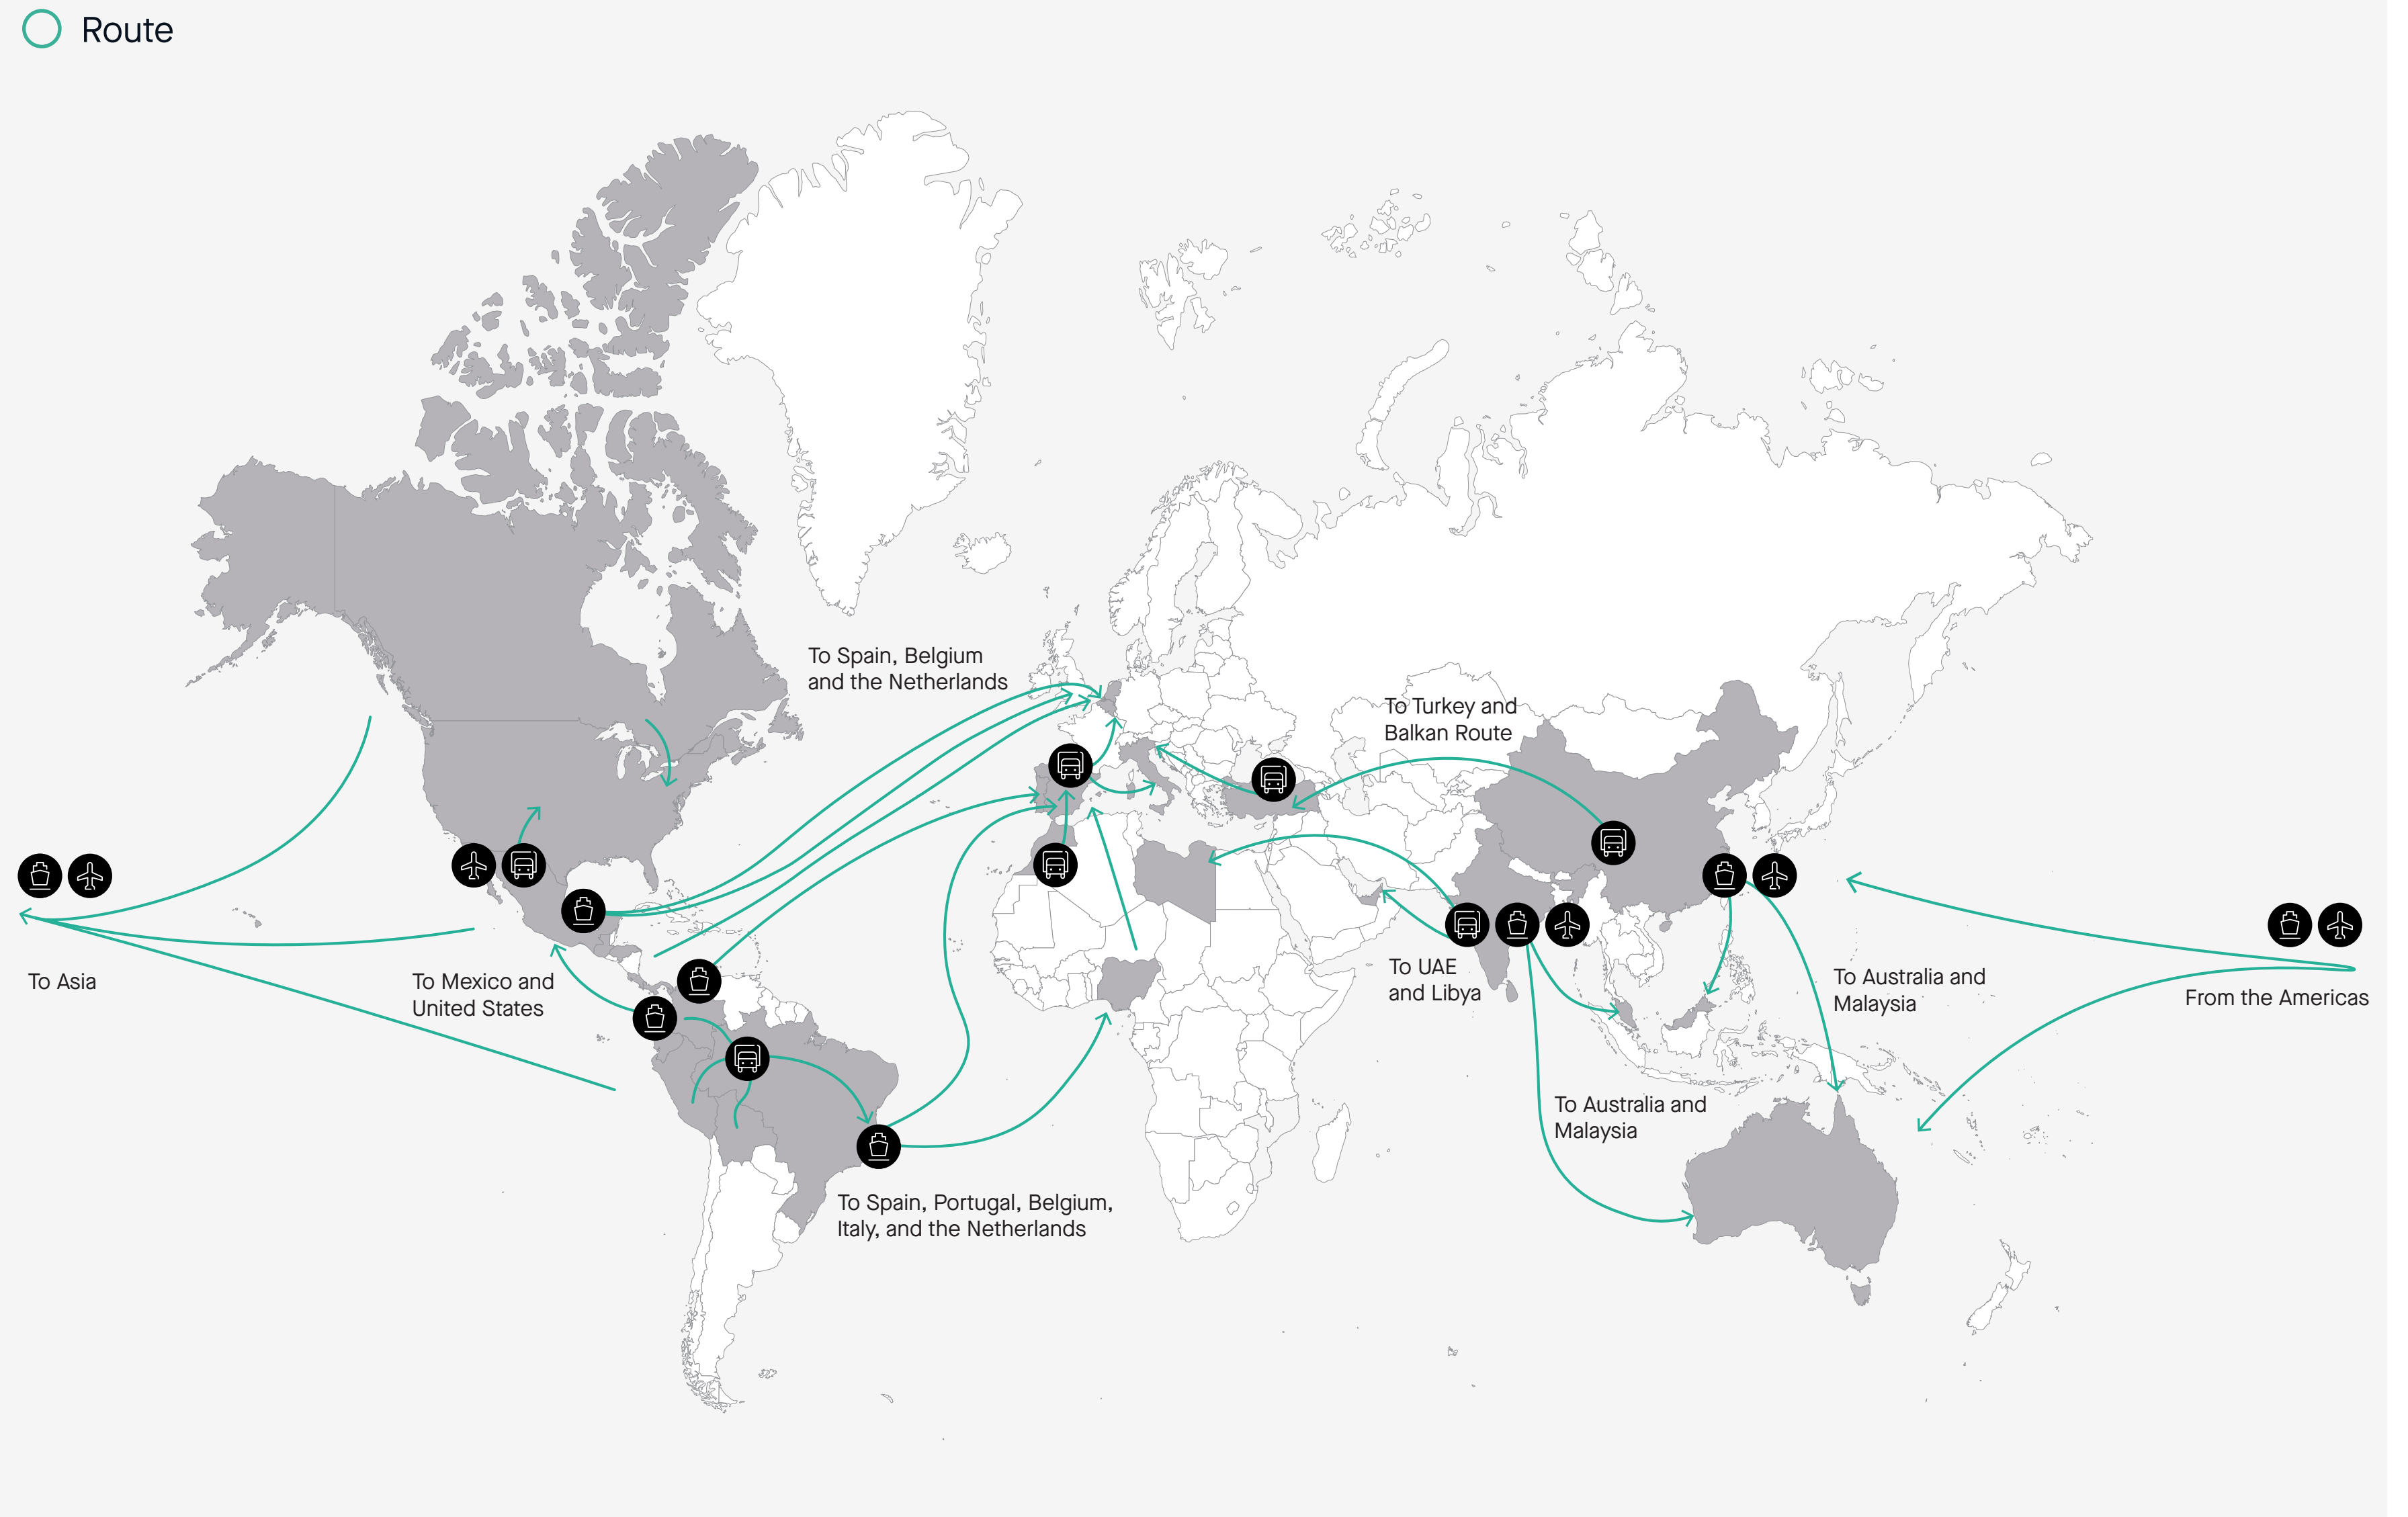 Route
To Spain, Belgium
and the Netherlands
To Turkey and
Balkan Route
To Asia
To Mexico and
United States
To UAE
and Libya
To Australia and
Malaysia
From the Americas
To Australia and
Malaysia
To Spain, Portugal, Belgium,
Italy, and the Netherlands